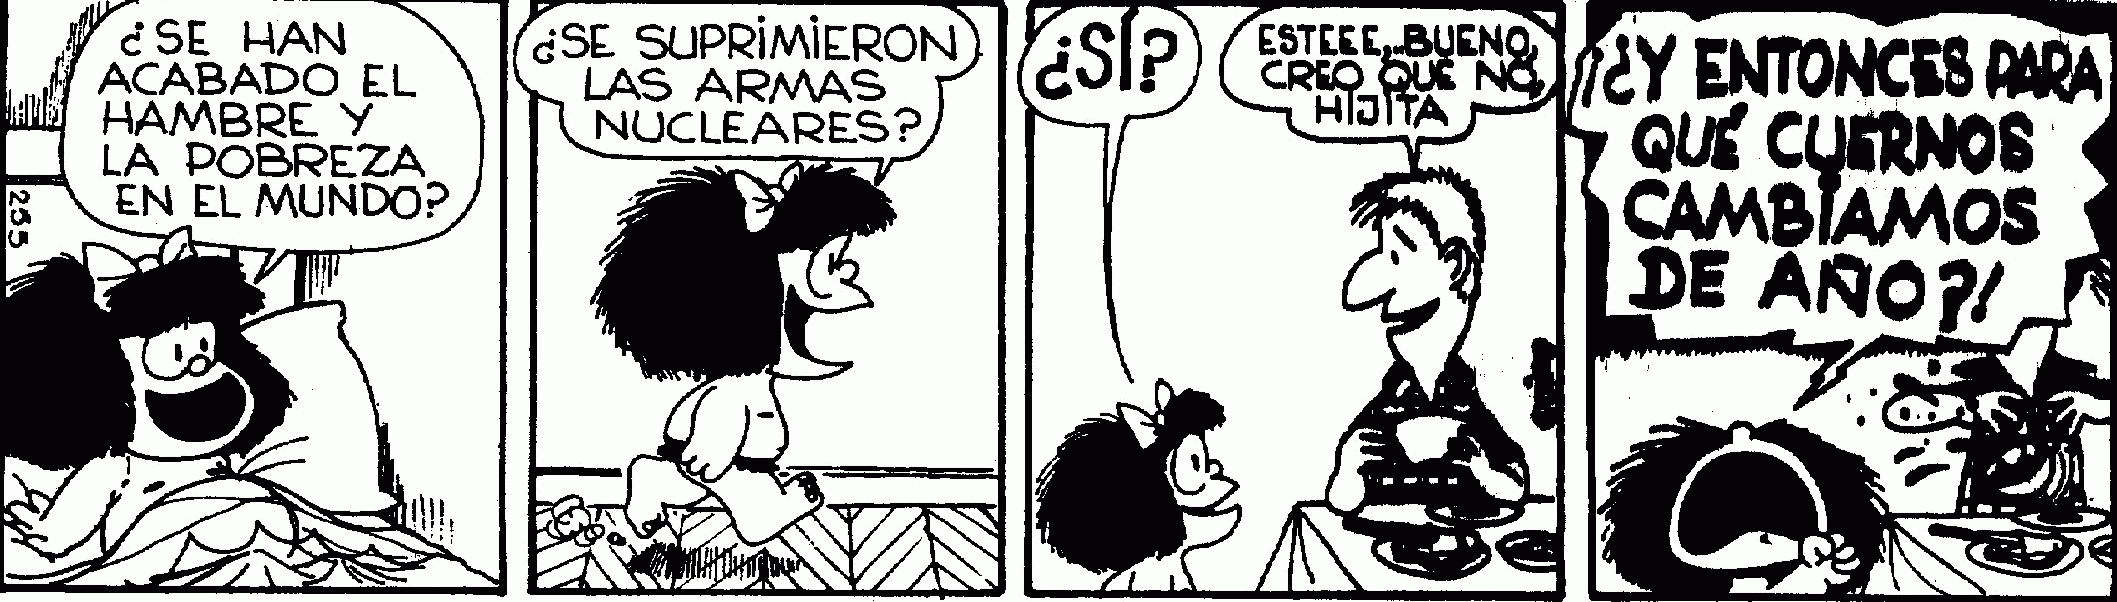 ¿SE HAN
ACABADO EL
HAMBRE Y
LA POBREZA
EN EL MUNDO?
255
¿SE SUPRIMIERON
LAS ARMAS
NUCLEARES?
¿SÍ?
ESTEEE,..BUENO,
CREO QUE NO,
HIJITA
¡¿Y ENTONCES PARA
QUÉ CUERNOS
CAMBIAMOS
DE AÑO?!